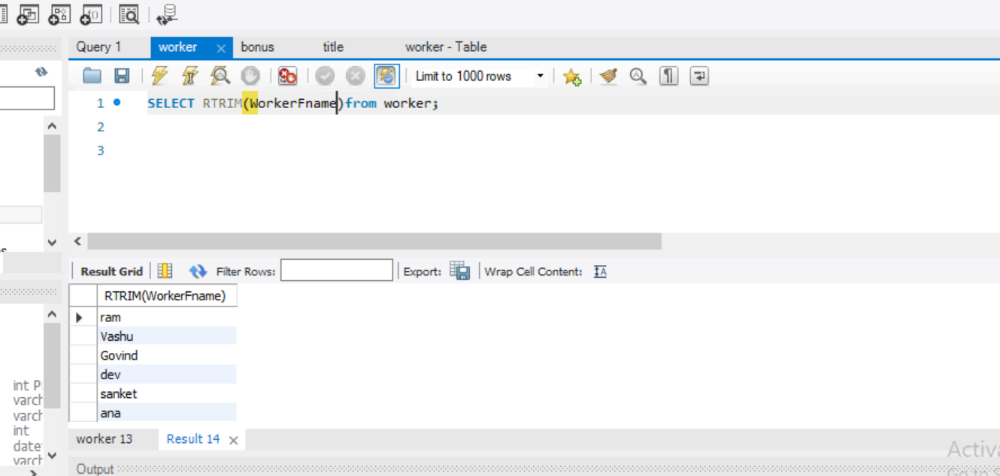 Query 1 worker bonus title worker - Table
Limit to 1000 rows
1 SELECT RTRIM(WorkerFname)from worker;
2
3
Result Grid Filter Rows: Export: Wrap Cell Content:
RTRIM(WorkerFname)
ram
Vashu
Govind
dev
sanket
ana
int P
varch
varch
int
date
varch
worker 13 Result 14
Activa
Output
Go to S